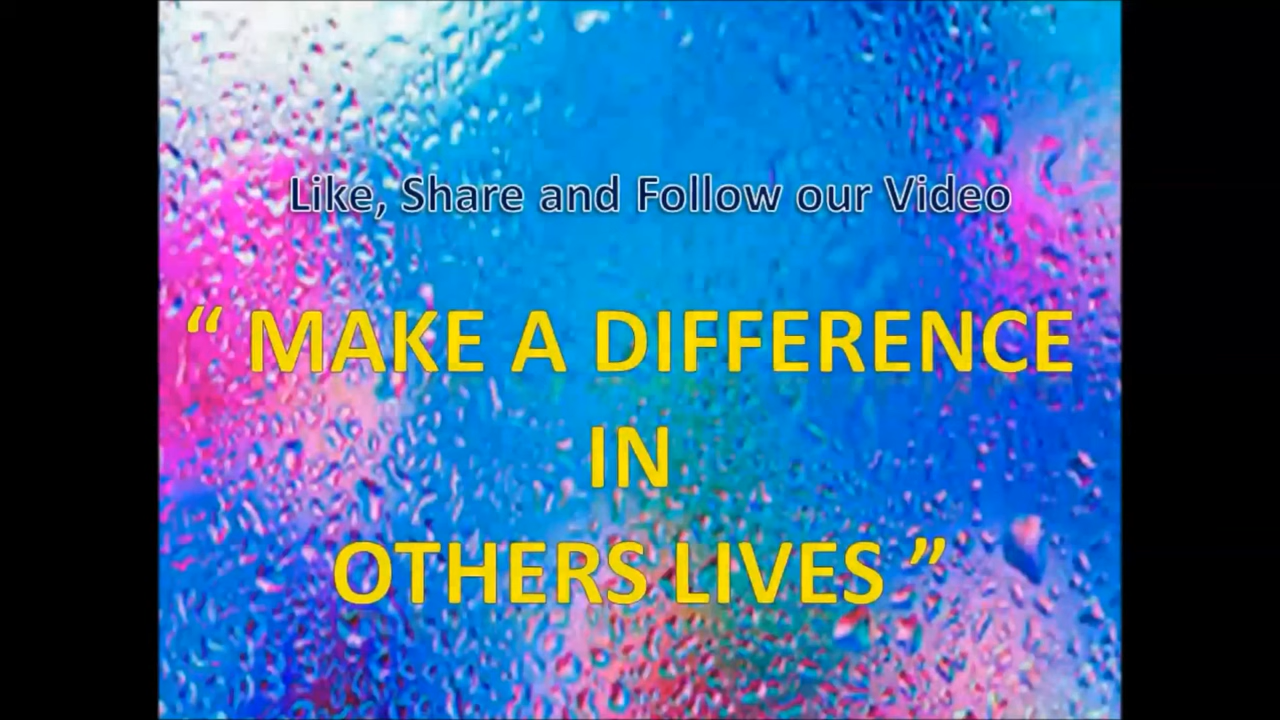 Like, Share and Follow our Video
“ MAKE A DIFFERENCE
IN
OTHERS LIVES ”